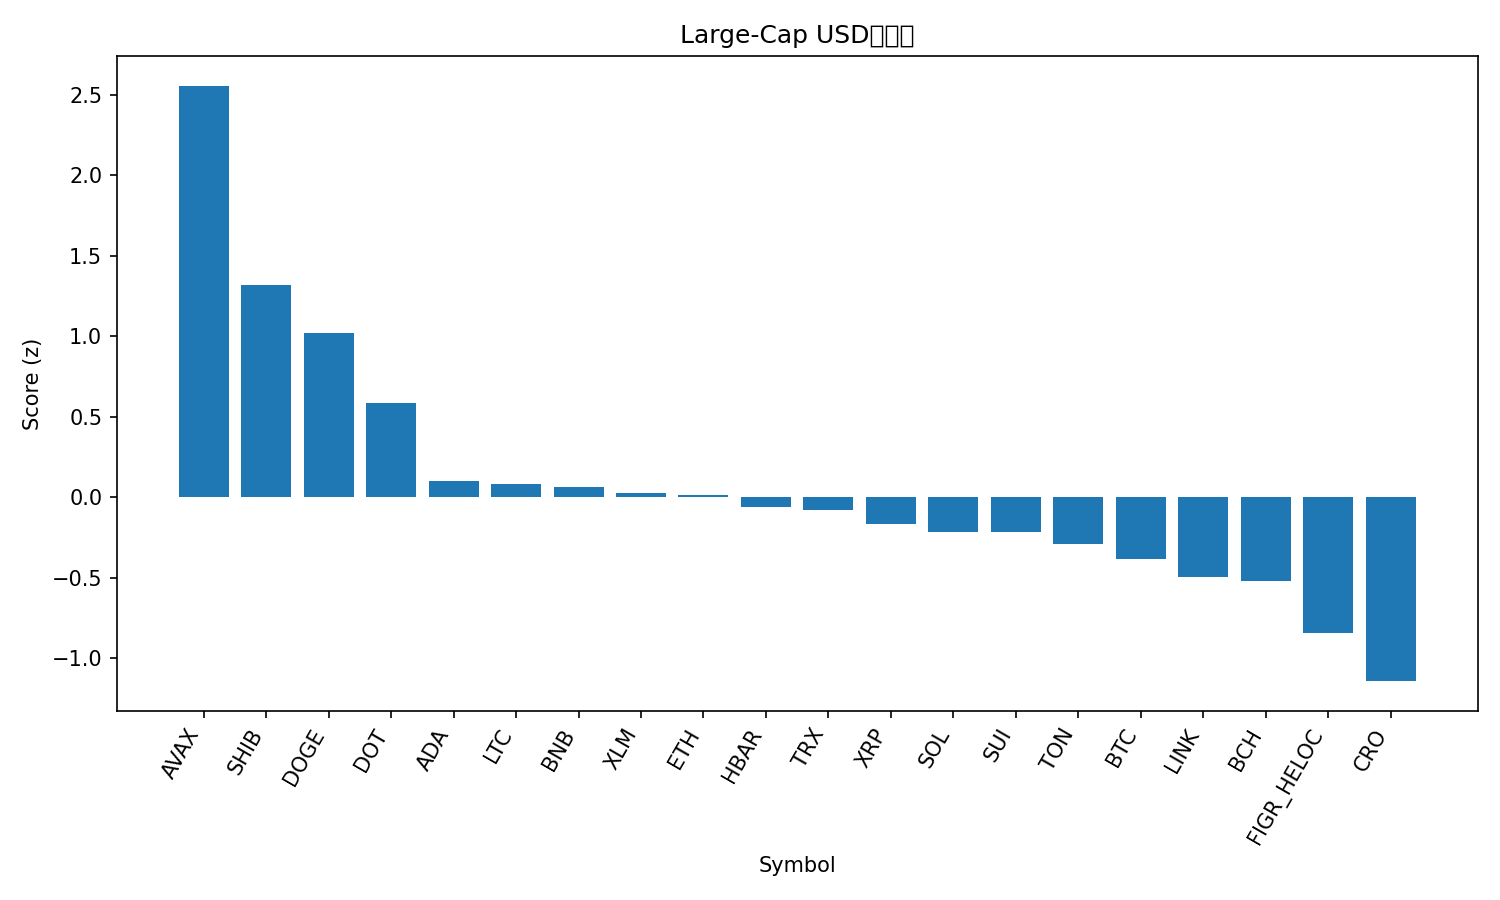 Large-Cap USD
Score (z)
2.5
2.0
1.5
1.0
0.5
0.0
−0.5
−1.0
AVAX
SHIB
DOGE
DOT
ADA
LTC
BNB
XLM
ETH
HBAR
TRX
XRP
SOL
SUI
TON
BTC
LINK
BCH
FIGR_HELOC
CRO
Symbol